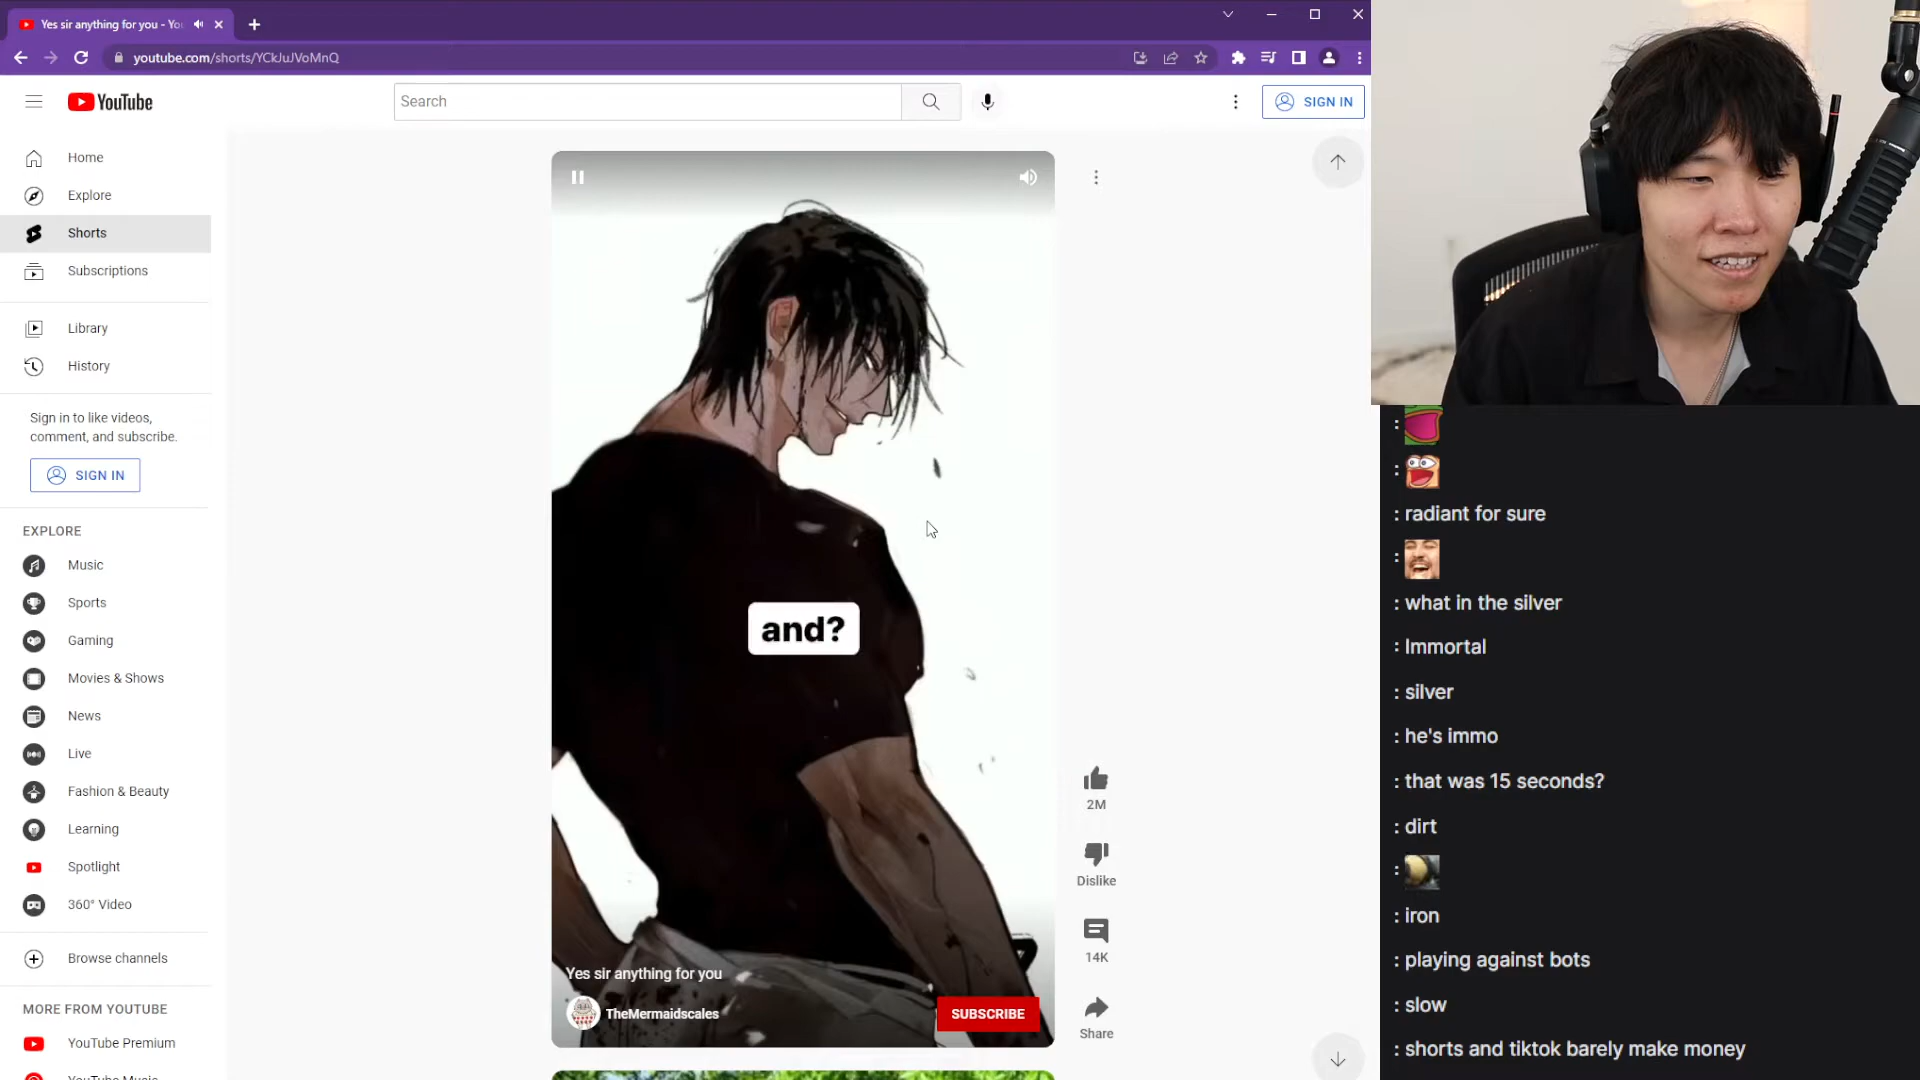 Yes sir anything for you - You
youtube.com/shorts/YCkJuJVoMnQ
YouTube
Search
SIGN IN
Home
Explore
Shorts
Subscriptions
Library
History
Sign in to like videos,
comment, and subscribe.
SIGN IN
EXPLORE
Music
Sports
Gaming
Movies & Shows
News
Live
Fashion & Beauty
Learning
Spotlight
360° Video
Browse channels
MORE FROM YOUTUBE
YouTube Premium
YouTube Music
and?
Yes sir anything for you
TheMermaidscales
SUBSCRIBE
2M
Dislike
14K
Share
:
:
: radiant for sure
:
: what in the silver
: Immortal
: silver
: he's immo
: that was 15 seconds?
: dirt
:
: iron
: playing against bots
: slow
: shorts and tiktok barely make money